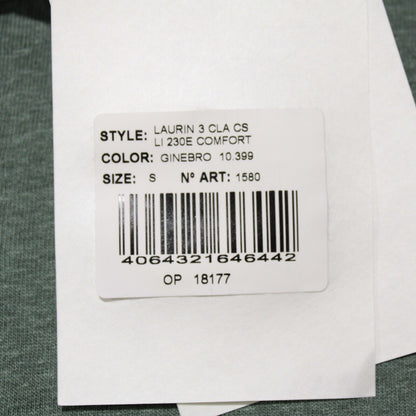 STYLE: LAURIN 3 CLA CS
LI 230E COMFORT
COLOR: GINEBRO 10.399
SIZE: S Nº ART: 1580
4064321646442
OP 18177